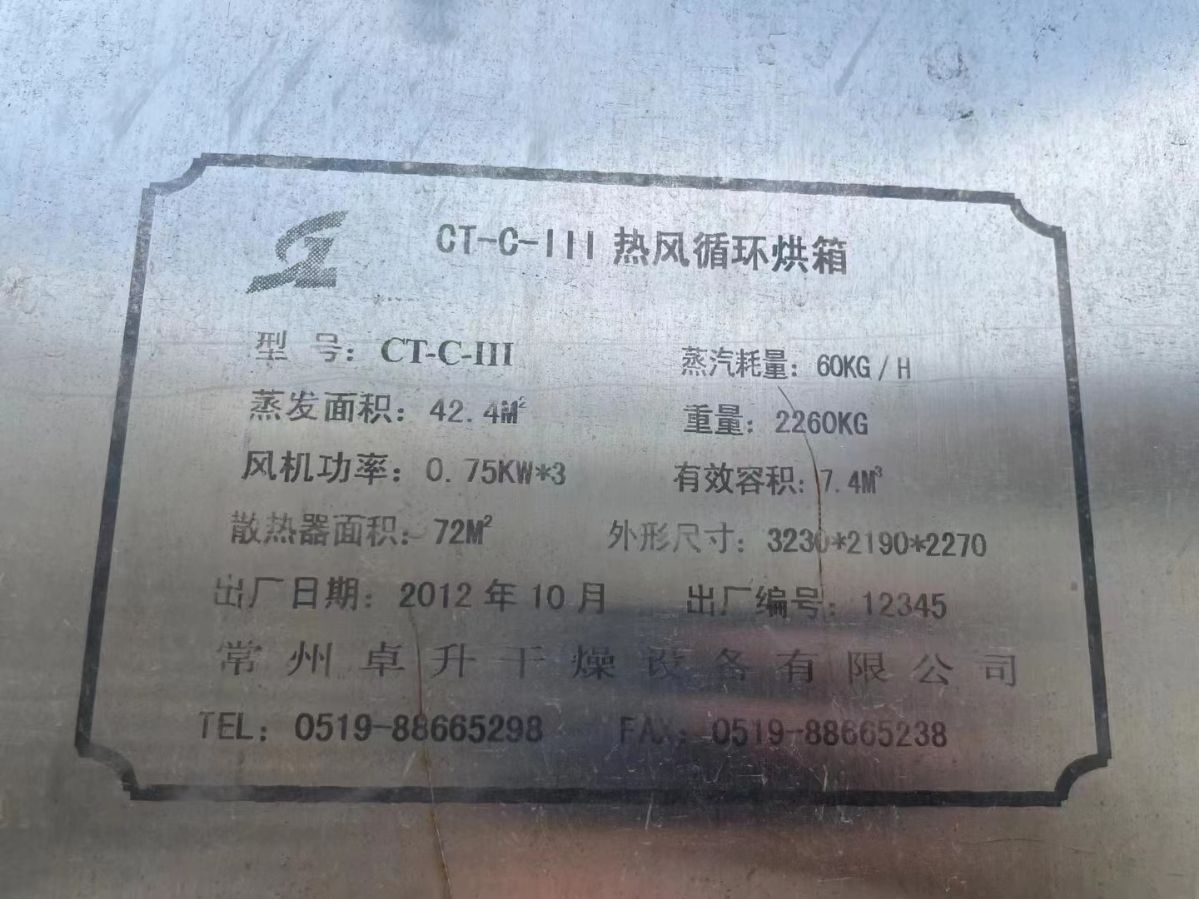 CT-C-III 热风循环烘箱
型 号：CT-C-III 蒸汽耗量：60KG/H
蒸发面积：42.4M² 重量：2260KG
风机功率：0.75KW*3 有效容积：7.4M³
散热器面积：72M² 外形尺寸：3230*2190*2270
出厂日期：2012 年 10 月 出厂编号：12345
常州卓升干燥设备有限公司
TEL：0519-88665298 FAX：0519-88665238